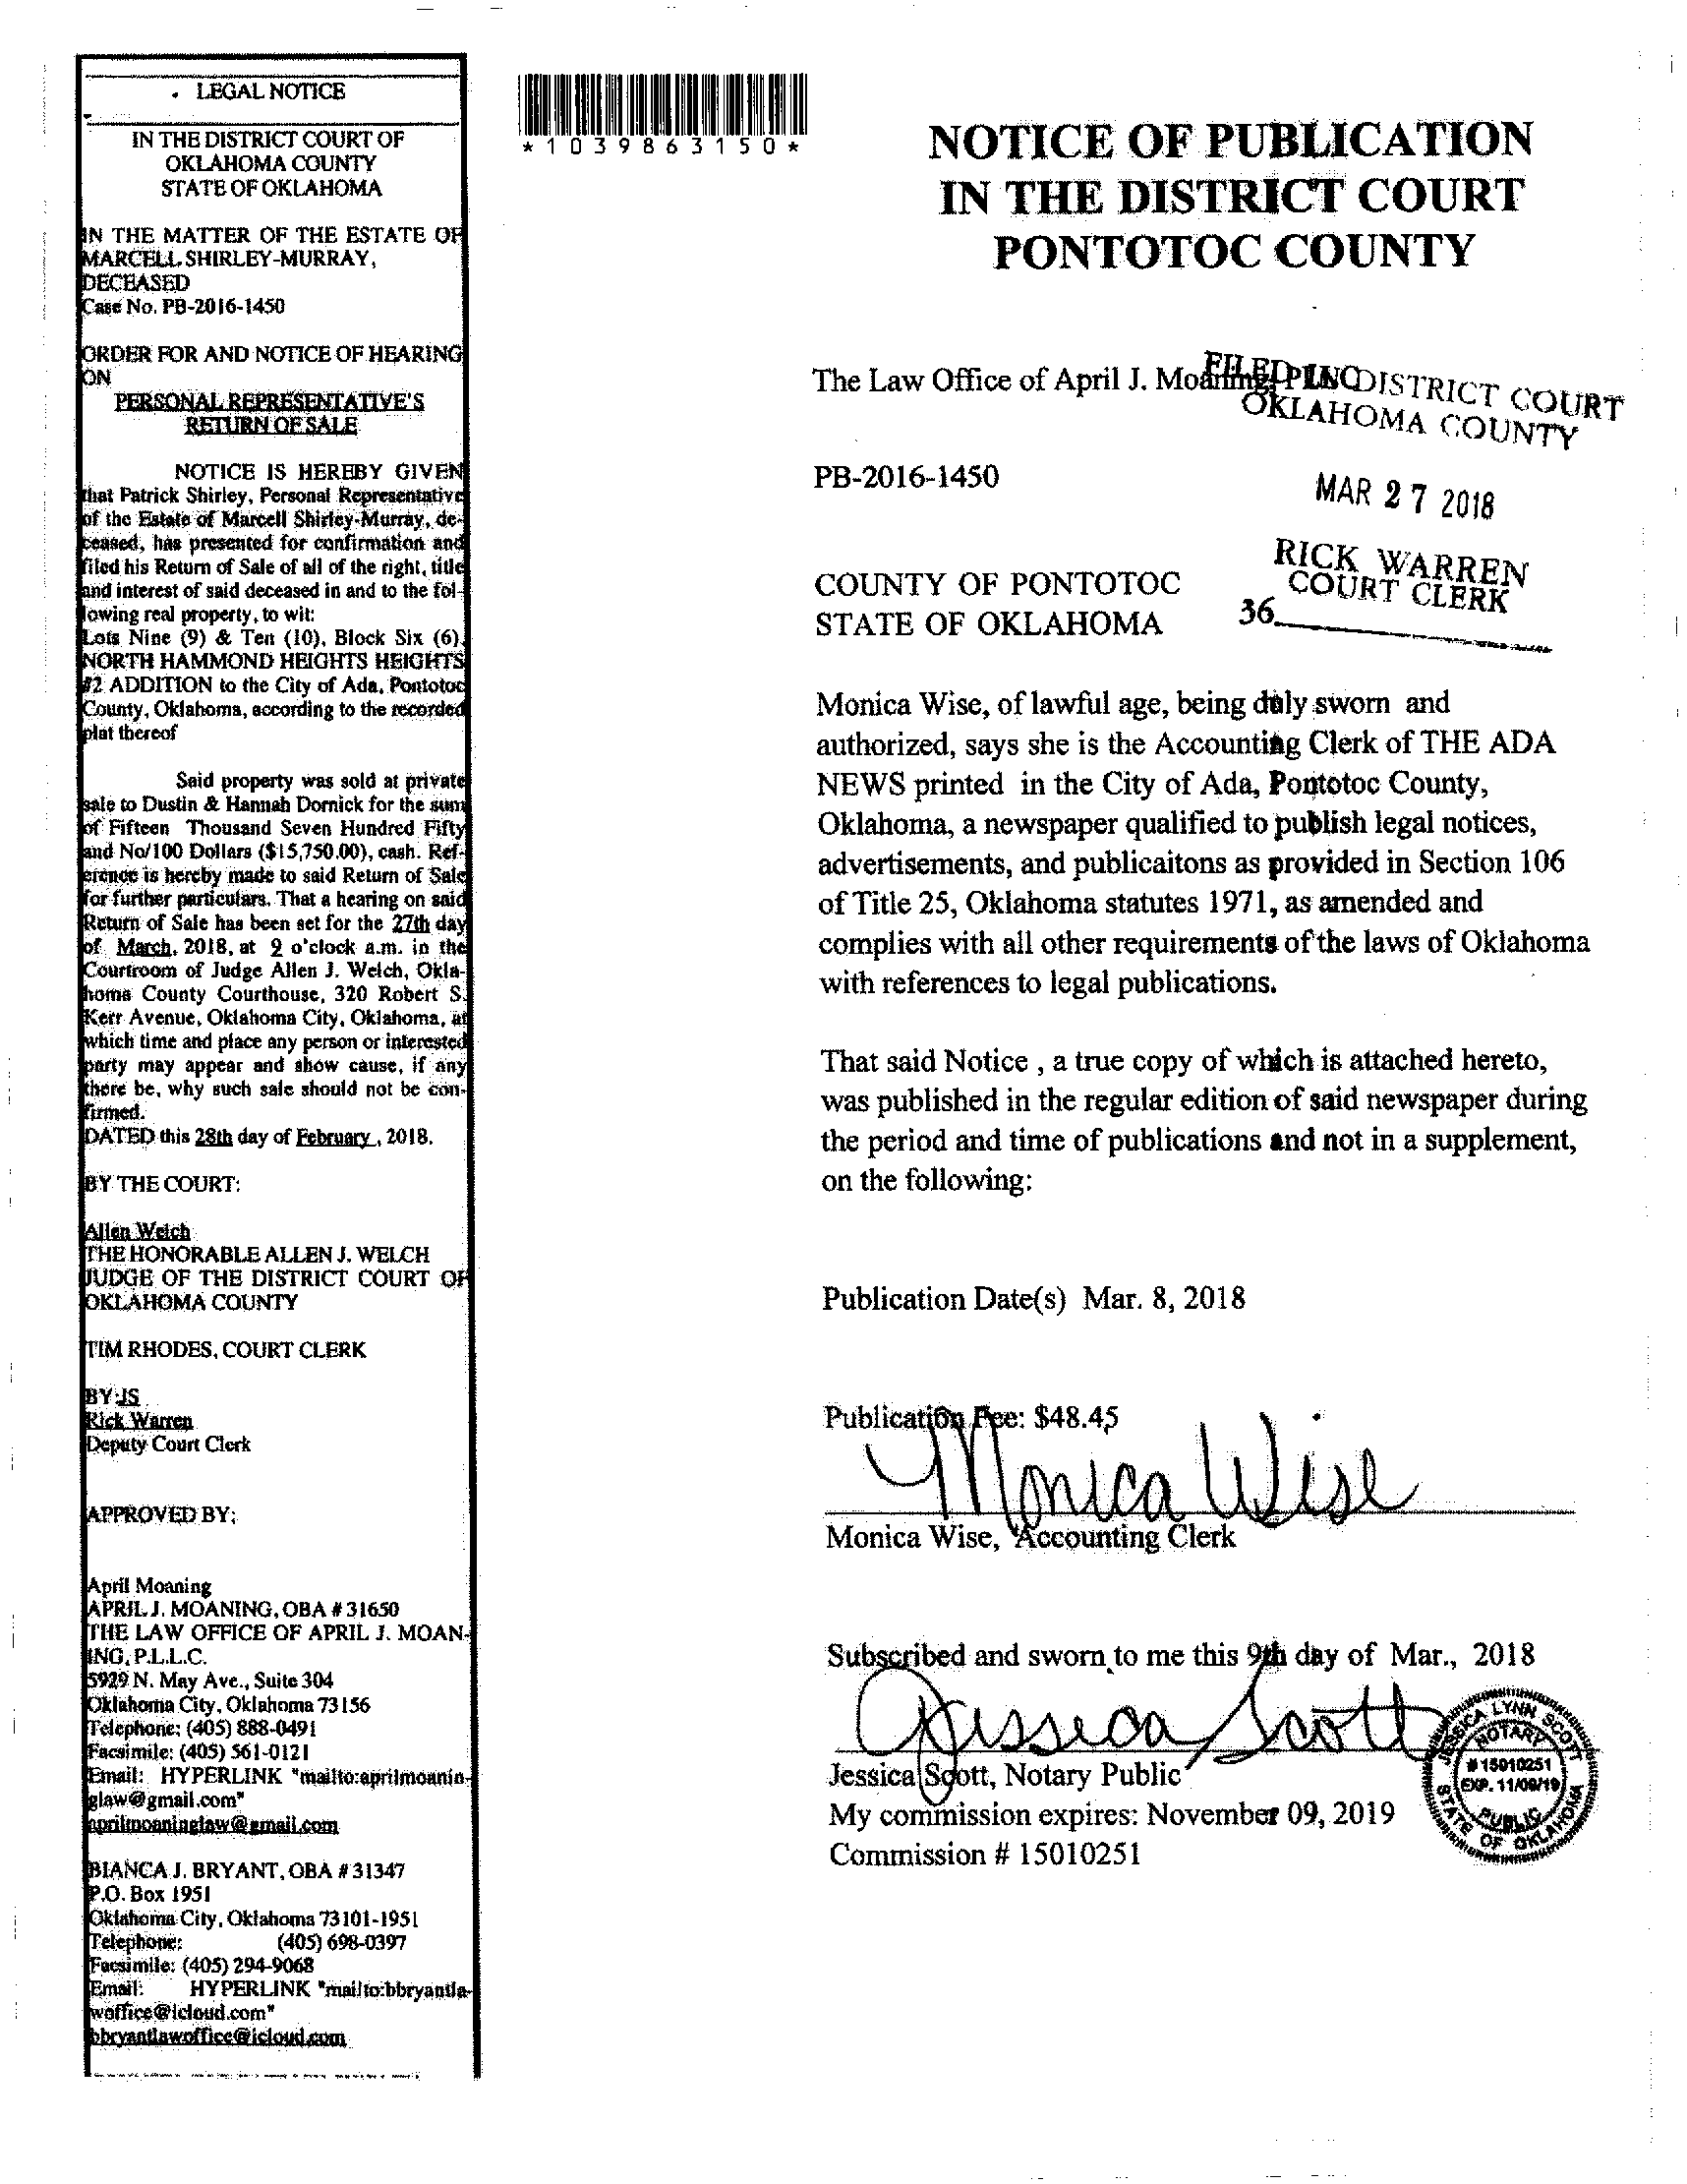 LEGAL NOTICE
IN THE DISTRICT COURT OF
OKLAHOMA COUNTY
STATE OF OKLAHOMA
IN THE MATTER OF THE ESTATE OF
MARCELL SHIRLEY-MURRAY,
DECEASED
Case No. PB-2016-1450
ORDER FOR AND NOTICE OF HEARING
ON
PERSONAL REPRESENTATIVE'S
RETURN OF SALE
NOTICE IS HEREBY GIVEN
that Patrick Shirley, Personal Representative
of the Estate of Marcell Shirley-Murray, de-
ceased, has presented for confirmation and
filed his Return of Sale of all of the right, title
and interest of said deceased in and to the fol-
lowing real property, to wit:
Lots Nine (9) & Ten (10), Block Six (6),
NORTH HAMMOND HEIGHTS HEIGHTS
#2 ADDITION to the City of Ada, Pontotoc
County, Oklahoma, according to the recorded
plat thereof
Said property was sold at private
sale to Dustin & Hannah Dornick for the sum
of Fifteen Thousand Seven Hundred Fifty
and No/100 Dollars ($15,750.00), cash. Ref-
erence is hereby made to said Return of Sale
for further particulars. That a hearing on said
Return of Sale has been set for the 27th day
of March, 2018, at 9 o'clock a.m. in the
Courtroom of Judge Allen J. Welch, Okla-
homa County Courthouse, 320 Robert S.
Kerr Avenue, Oklahoma City, Oklahoma, at
which time and place any person or interested
party may appear and show cause, if any
there be, why such sale should not be con-
firmed.
DATED this 28th day of February, 2018.
BY THE COURT:
Allen Welch
THE HONORABLE ALLEN J. WELCH
JUDGE OF THE DISTRICT COURT OF
OKLAHOMA COUNTY
TIM RHODES, COURT CLERK
BY JS
Rick Warren
Deputy Court Clerk
APPROVED BY:
April Moaning
APRIL J. MOANING, OBA # 31650
THE LAW OFFICE OF APRIL J. MOAN-
ING, P.L.L.C.
5929 N. May Ave., Suite 304
Oklahoma City, Oklahoma 73156
Telephone: (405) 888-0491
Facsimile: (405) 561-0121
Email: HYPERLINK "mailto:aprilmoanin-
glaw@gmail.com"
aprilmoaninglaw@gmail.com
BIANCA J. BRYANT, OBA # 31347
P.O. Box 1951
Oklahoma City, Oklahoma 73101-1951
Telephone: (405) 698-0397
Facsimile: (405) 294-9068
Email: HYPERLINK "mailto:bbryantla-
woffice@icloud.com"
bbryantlawoffice@icloud.com
*1039863150*
NOTICE OF PUBLICATION
IN THE DISTRICT COURT
PONTOTOC COUNTY
The Law Office of April J. Moaning, PLLC
FILED IN DISTRICT COURT
OKLAHOMA COUNTY
PB-2016-1450
MAR 27 2018
RICK WARREN
COURT CLERK
36
COUNTY OF PONTOTOC
STATE OF OKLAHOMA
Monica Wise, of lawful age, being duly sworn and
authorized, says she is the Accounting Clerk of THE ADA
NEWS printed in the City of Ada, Pontotoc County,
Oklahoma, a newspaper qualified to publish legal notices,
advertisements, and publicaitons as provided in Section 106
of Title 25, Oklahoma statutes 1971, as amended and
complies with all other requirements of the laws of Oklahoma
with references to legal publications.
That said Notice , a true copy of which is attached hereto,
was published in the regular edition of said newspaper during
the period and time of publications and not in a supplement,
on the following:
Publication Date(s) Mar. 8, 2018
Publication Fee: $48.45
Monica Wise
Monica Wise, Accounting Clerk
Subscribed and sworn to me this 9th day of Mar., 2018
Jessica Scott
Jessica Scott, Notary Public
My commission expires: November 09, 2019
Commission # 15010251
JESSICA LYNN SCOTT
NOTARY
# 15010251
EXP. 11/09/19
PUBLIC
STATE OF OKLAHOMA